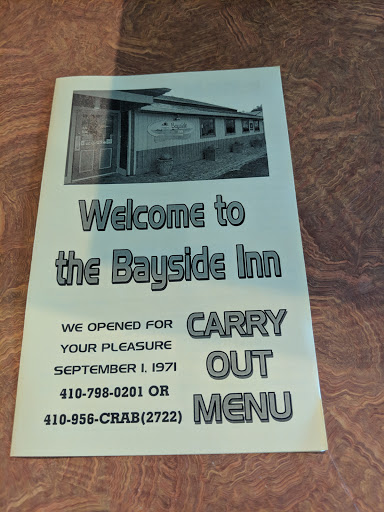 Bayside
Welcome to
the Bayside Inn
WE OPENED FOR
YOUR PLEASURE
SEPTEMBER 1, 1971
410-798-0201 OR
410-956-CRAB(2722)
CARRY
OUT
MENU